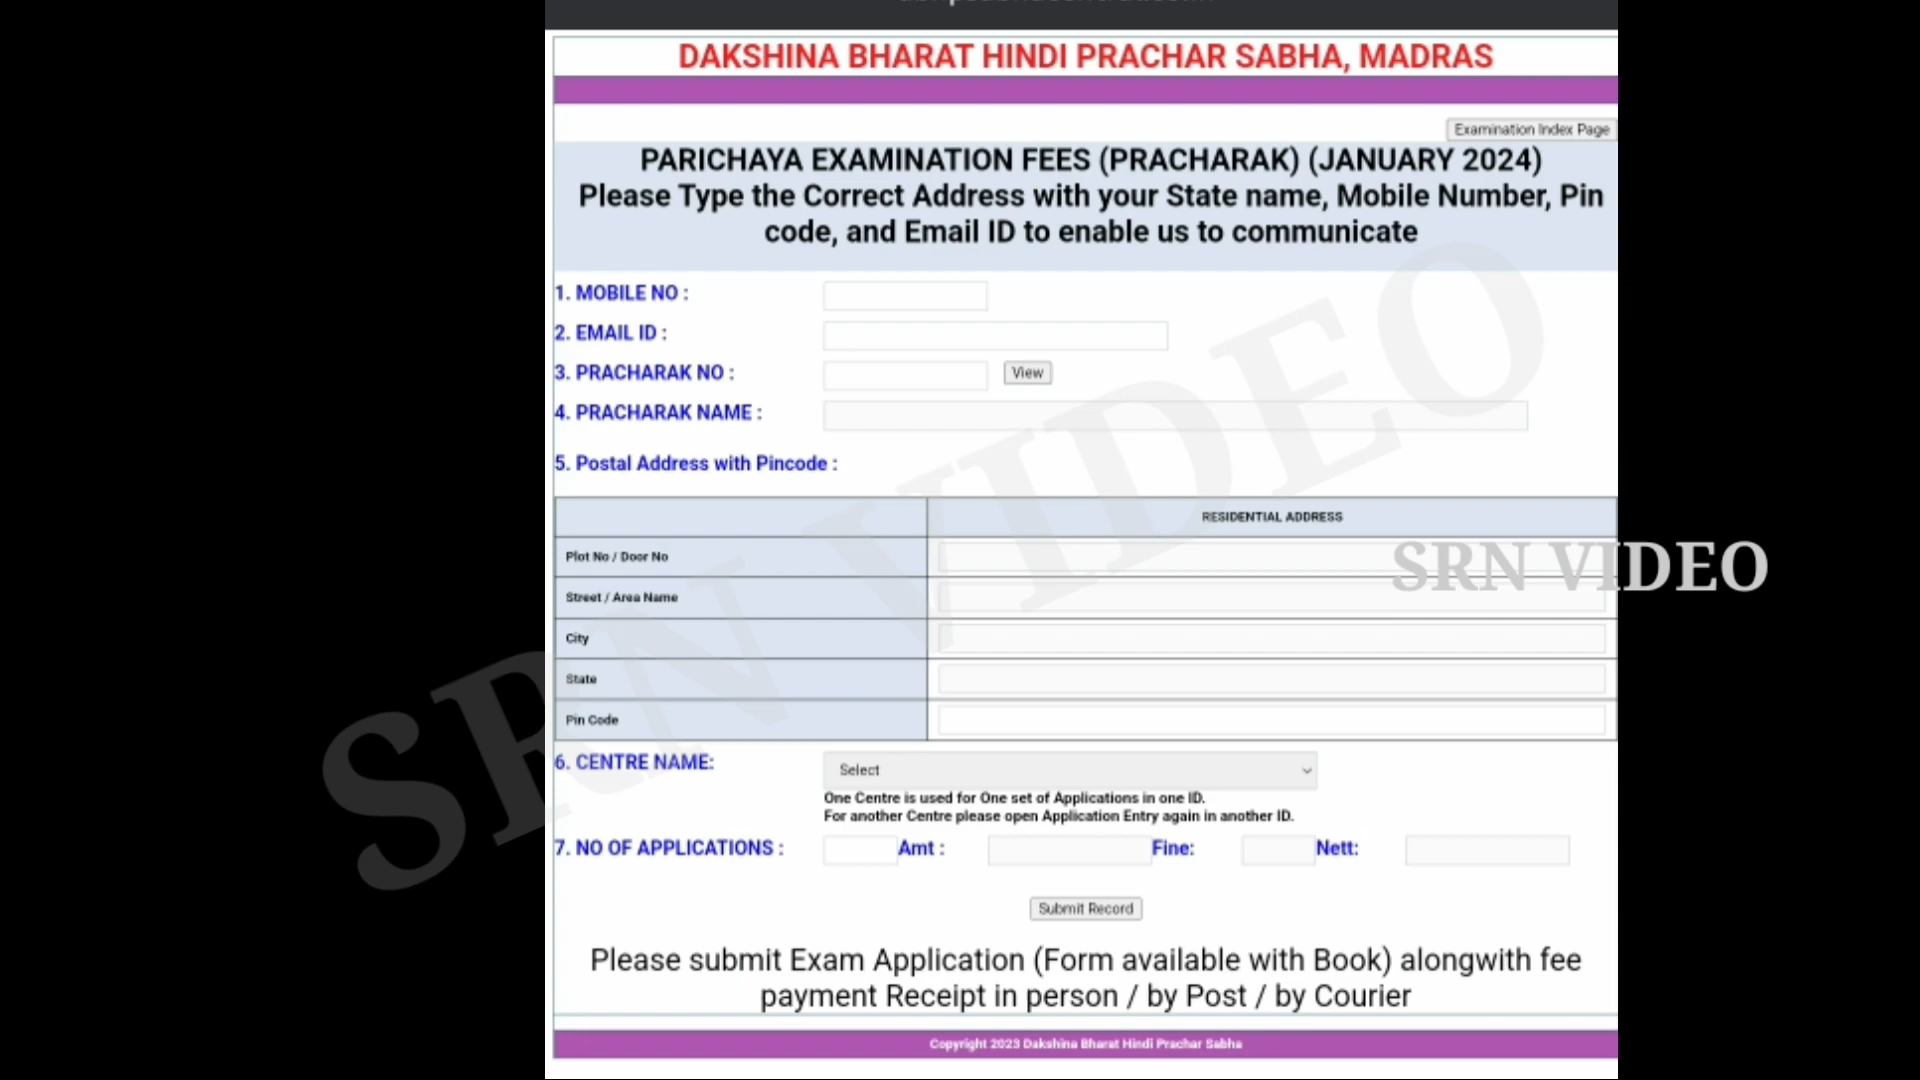 DAKSHINA BHARAT HINDI PRACHAR SABHA, MADRAS
Examination Index Page
PARICHAYA EXAMINATION FEES (PRACHARAK) (JANUARY 2024)
Please Type the Correct Address with your State name, Mobile Number, Pin
code, and Email ID to enable us to communicate
1. MOBILE NO :
2. EMAIL ID :
3. PRACHARAK NO :
View
4. PRACHARAK NAME :
5. Postal Address with Pincode :
RESIDENTIAL ADDRESS
Plot No / Door No
Street / Area Name
City
State
Pin Code
SRN VIDEO
SRN VIDEO
6. CENTRE NAME:
Select
One Centre is used for One set of Applications in one ID.
For another Centre please open Application Entry again in another ID.
7. NO OF APPLICATIONS : Amt : Fine: Nett:
Submit Record
Please submit Exam Application (Form available with Book) alongwith fee
payment Receipt in person / by Post / by Courier
Copyright 2023 Dakshina Bharat Hindi Prachar Sabha